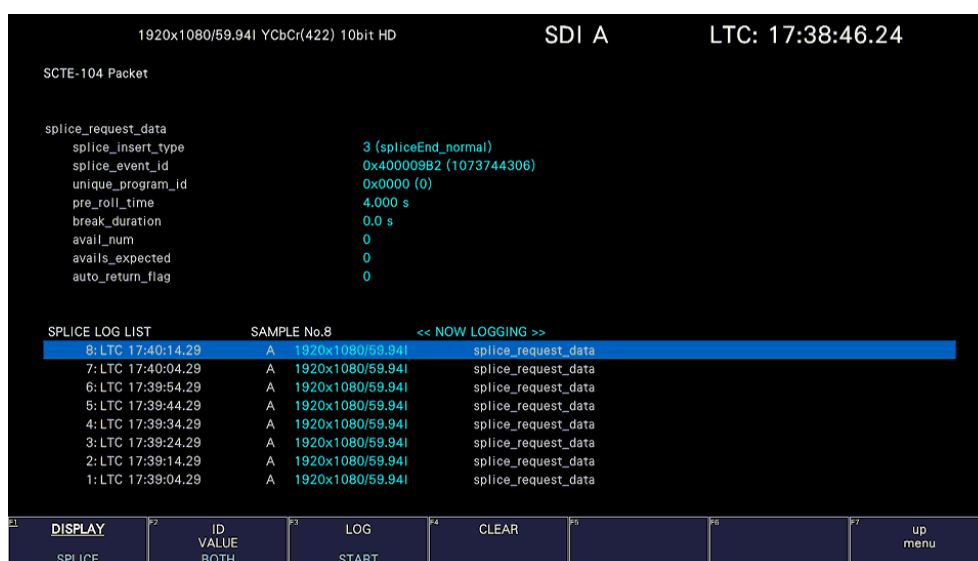 1920x1080/59.94I YCbCr(422) 10bit HD SDI A LTC: 17:38:46.24
SCTE-104 Packet
splice_request_data
splice_insert_type 3 (spliceEnd_normal)
splice_event_id 0x400009B2 (1073744306)
unique_program_id 0x0000 (0)
pre_roll_time 4.000 s
break_duration 0.0 s
avail_num 0
avails_expected 0
auto_return_flag 0
SPLICE LOG LIST SAMPLE No.8 << NOW LOGGING >>
8: LTC 17:40:14.29 A 1920x1080/59.94I splice_request_data
7: LTC 17:40:04.29 A 1920x1080/59.94I splice_request_data
6: LTC 17:39:54.29 A 1920x1080/59.94I splice_request_data
5: LTC 17:39:44.29 A 1920x1080/59.94I splice_request_data
4: LTC 17:39:34.29 A 1920x1080/59.94I splice_request_data
3: LTC 17:39:24.29 A 1920x1080/59.94I splice_request_data
2: LTC 17:39:14.29 A 1920x1080/59.94I splice_request_data
1: LTC 17:39:04.29 A 1920x1080/59.94I splice_request_data
F1 DISPLAY F2 ID F3 LOG F4 CLEAR F5 F6 F7 up
VALUE menu
SPLICE BOTH START